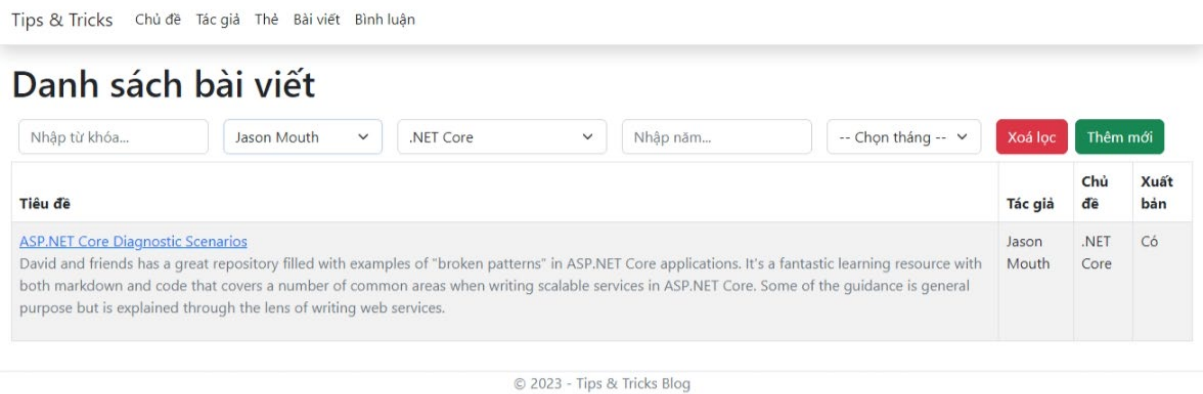 Tips & Tricks Chủ đề Tác giả Thẻ Bài viết Bình luận
Danh sách bài viết
Nhập từ khóa... Jason Mouth .NET Core Nhập năm... -- Chọn tháng -- Xoá lọc Thêm mới
Tiêu đề Tác giả Chủ đề Xuất bản
ASP.NET Core Diagnostic Scenarios
David and friends has a great repository filled with examples of "broken patterns" in ASP.NET Core applications. It's a fantastic learning resource with
both markdown and code that covers a number of common areas when writing scalable services in ASP.NET Core. Some of the guidance is general
purpose but is explained through the lens of writing web services.
Jason
Mouth
.NET
Core
Có
© 2023 - Tips & Tricks Blog